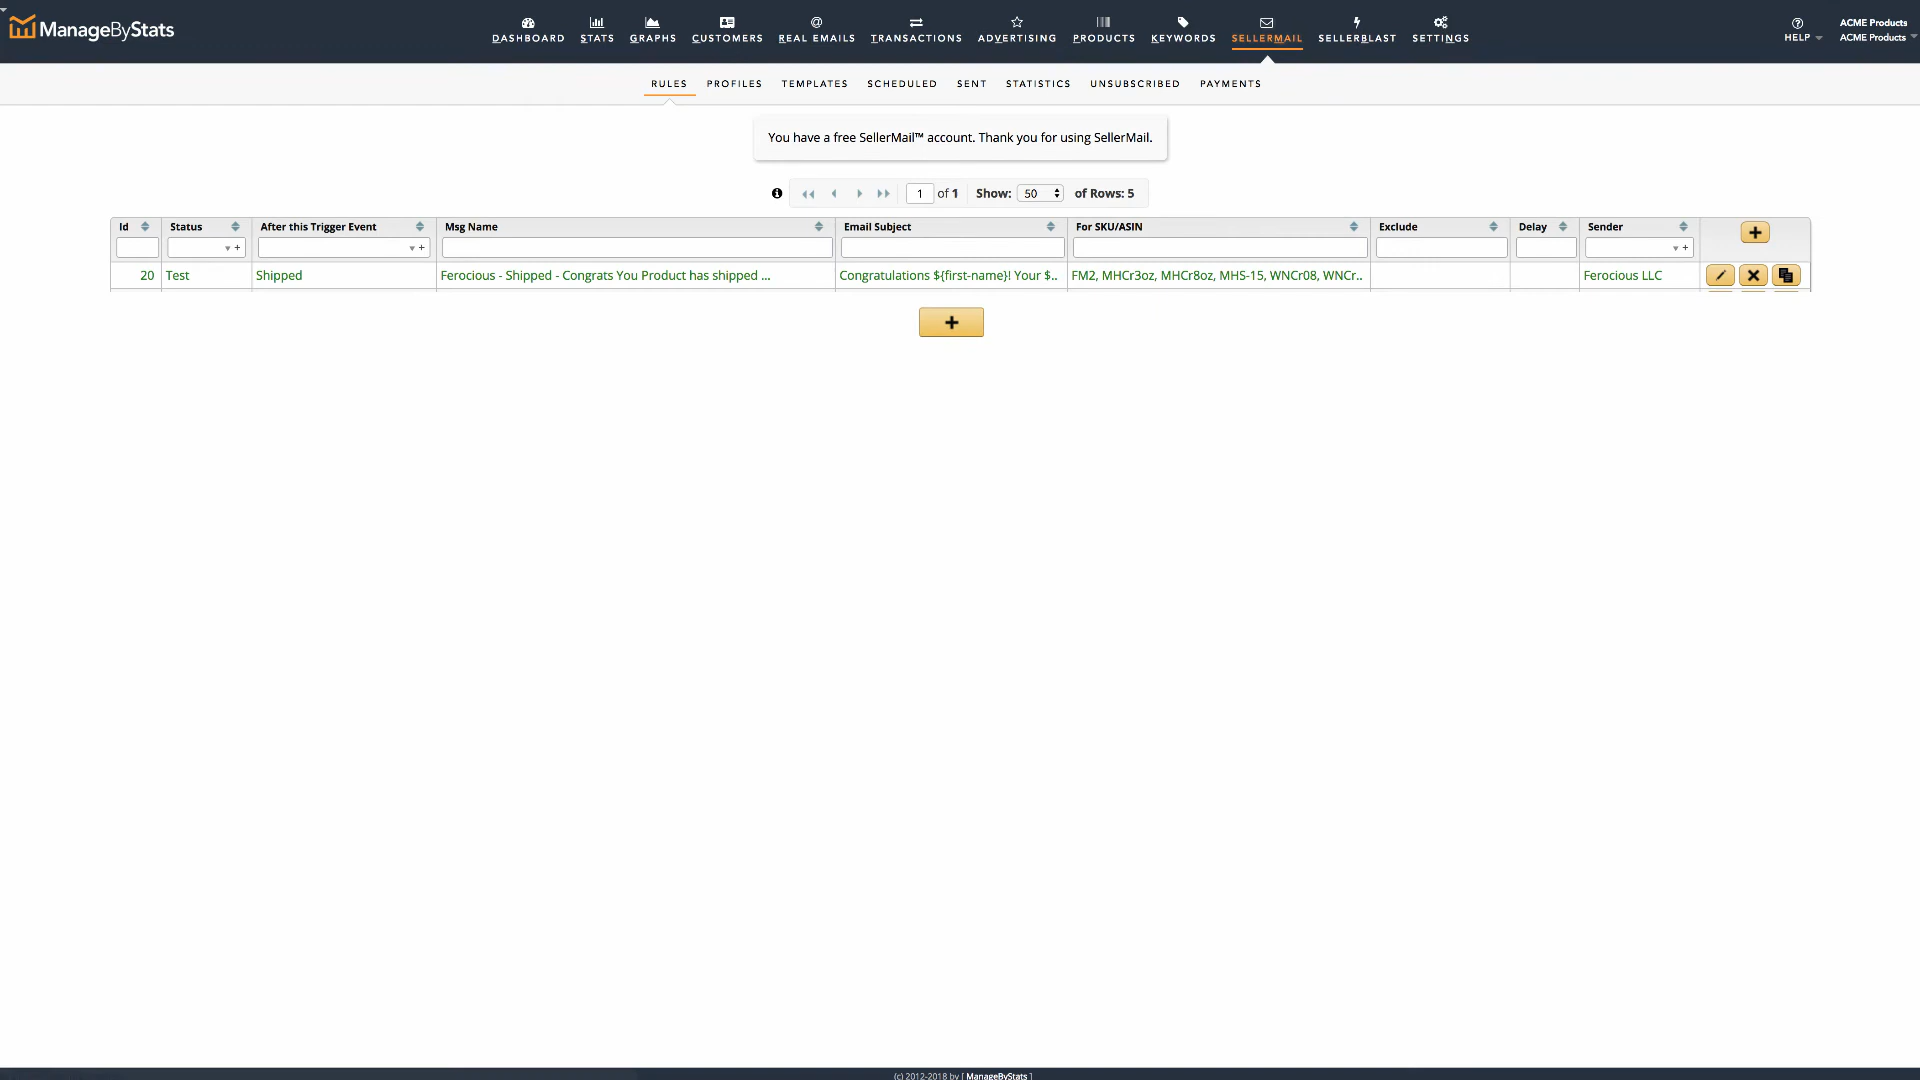 ManageByStats
DASHBOARD STATS GRAPHS CUSTOMERS REAL EMAILS TRANSACTIONS ADVERTISING PRODUCTS KEYWORDS SELLERMAIL SELLERBLAST SETTINGS
HELP
ACME Products
ACME Products
RULES PROFILES TEMPLATES SCHEDULED SENT STATISTICS UNSUBSCRIBED PAYMENTS
You have a free SellerMail™ account. Thank you for using SellerMail.
1 of 1 Show: 50 of Rows: 5
Id Status After this Trigger Event Msg Name Email Subject For SKU/ASIN Exclude Delay Sender
20 Test Shipped Ferocious - Shipped - Congrats You Product has shipped ... Congratulations ${first-name}! Your $.. FM2, MHCr3oz, MHCr8oz, MHS-15, WNCr08, WNCr.. Ferocious LLC
(c) 2012-2018 by [ ManageByStats ]